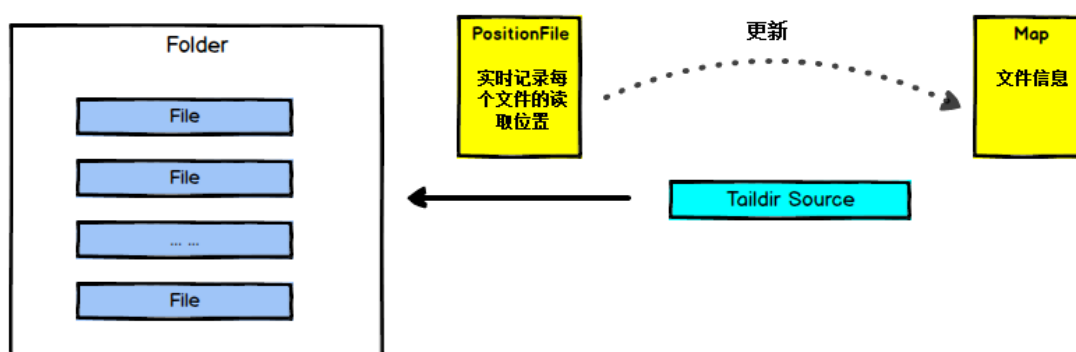 Folder
File
File
... ...
File
PositionFile
实时记录每
个文件的读
取位置
更新
Map
文件信息
Taildir Source